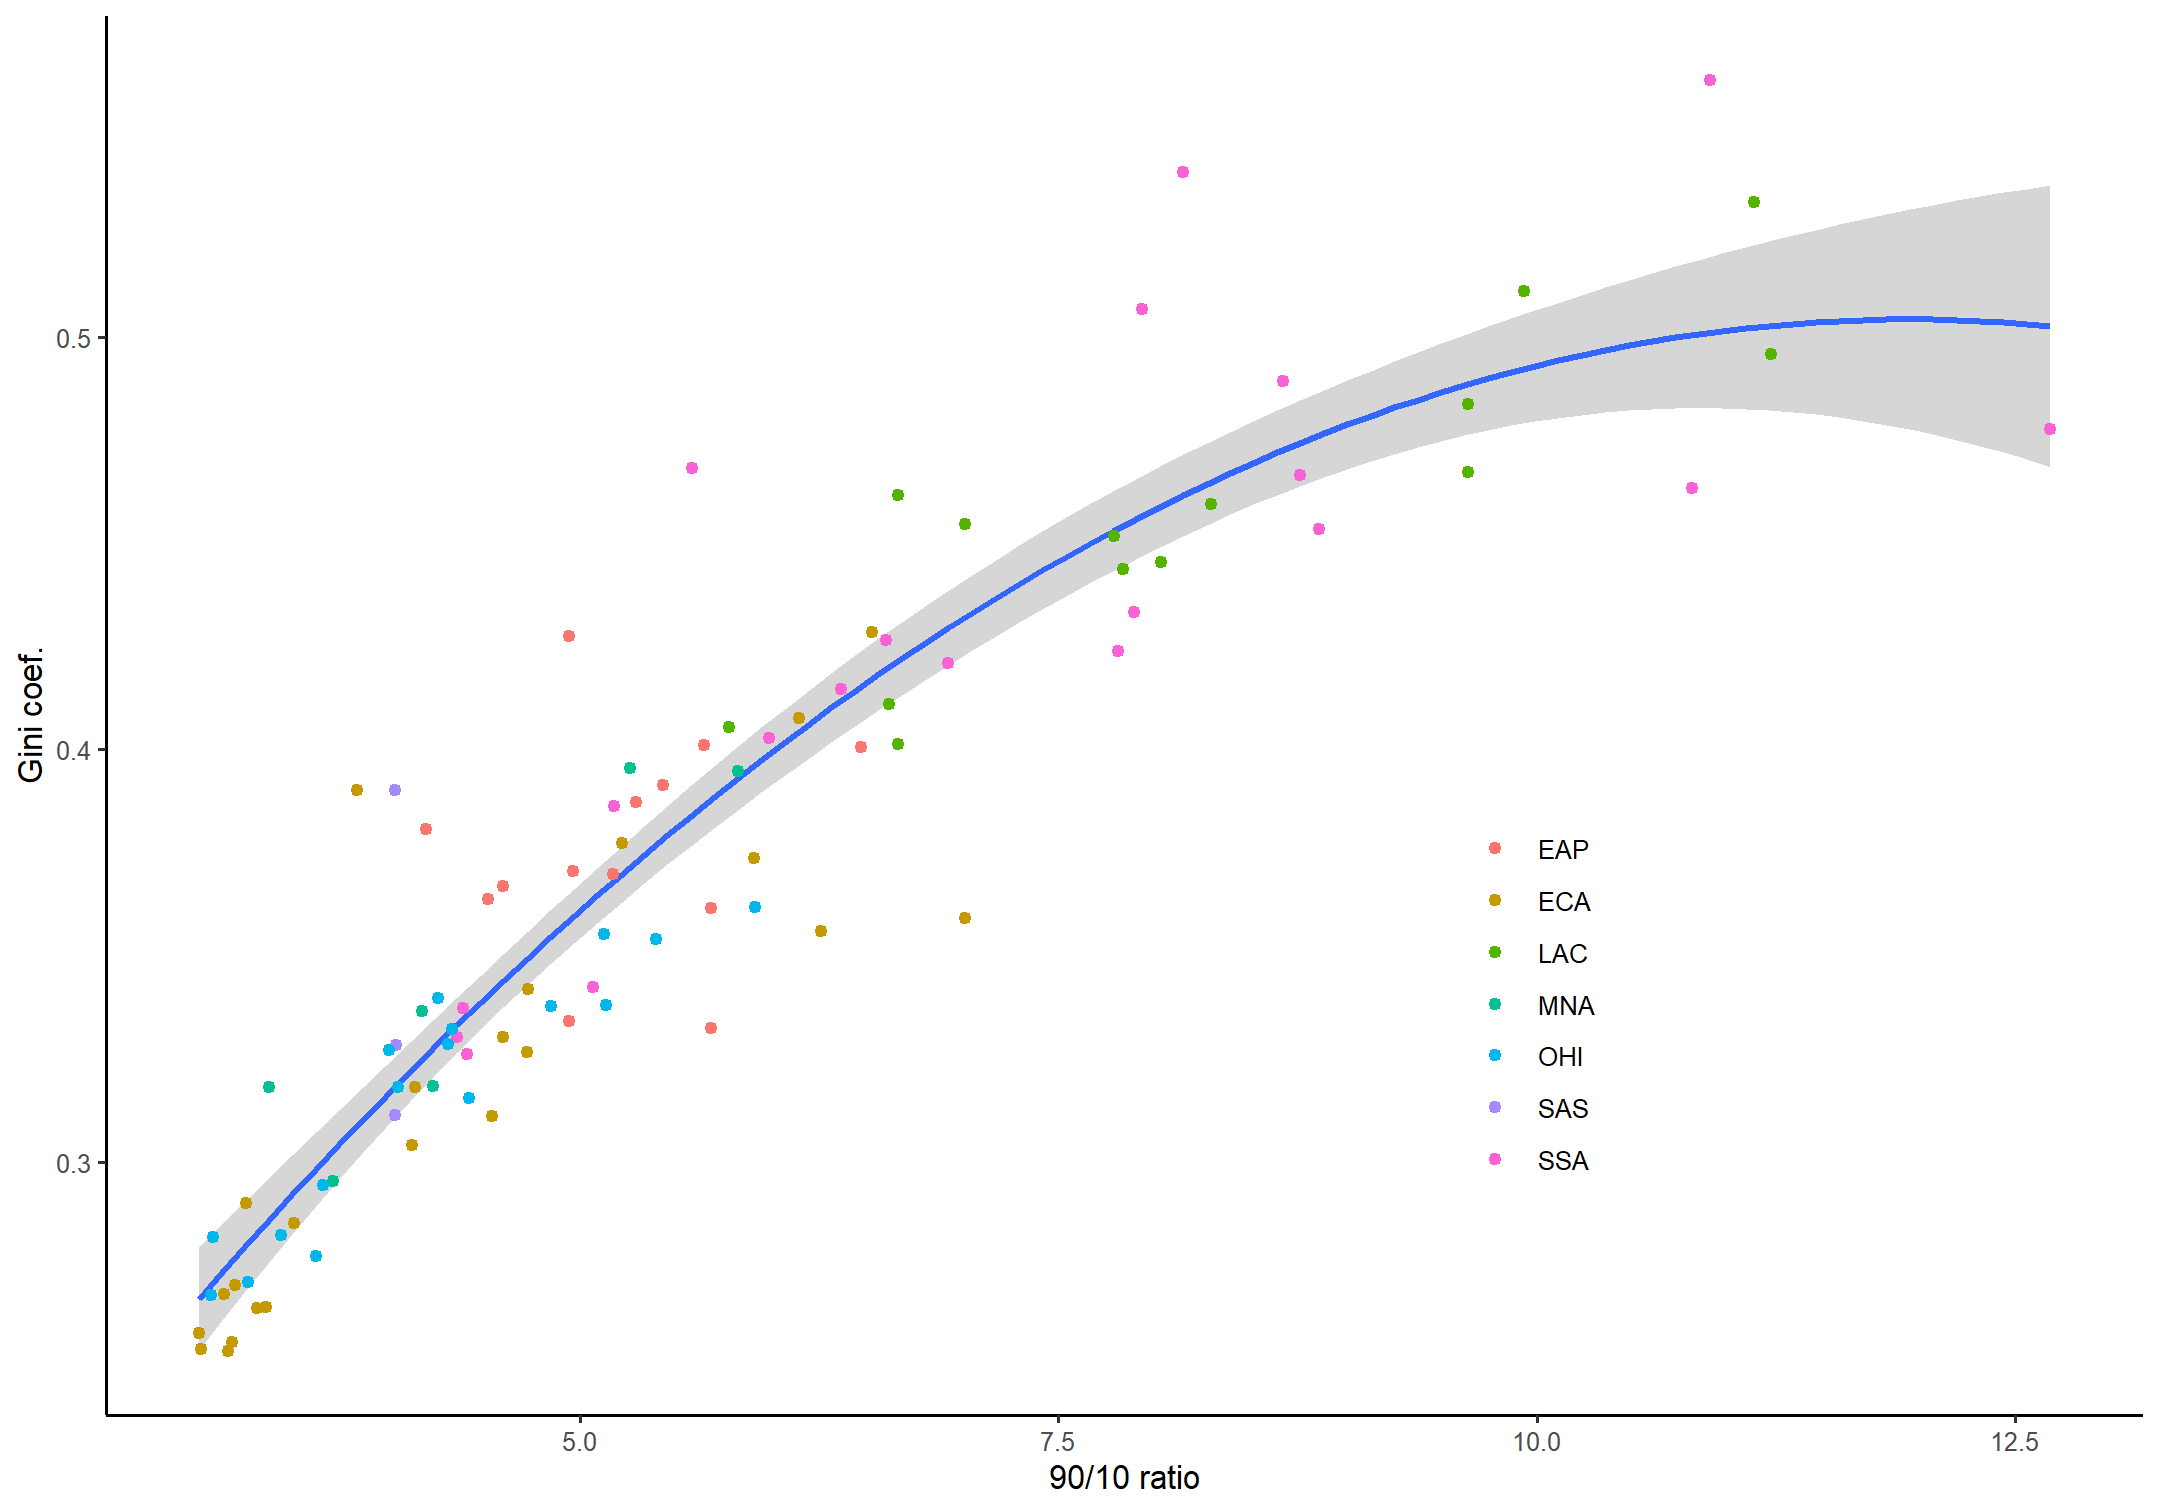 Gini coef.
0.5
0.4
0.3
EAP
ECA
LAC
MNA
OHI
SAS
SSA
5.0 7.5 10.0 12.5
90/10 ratio